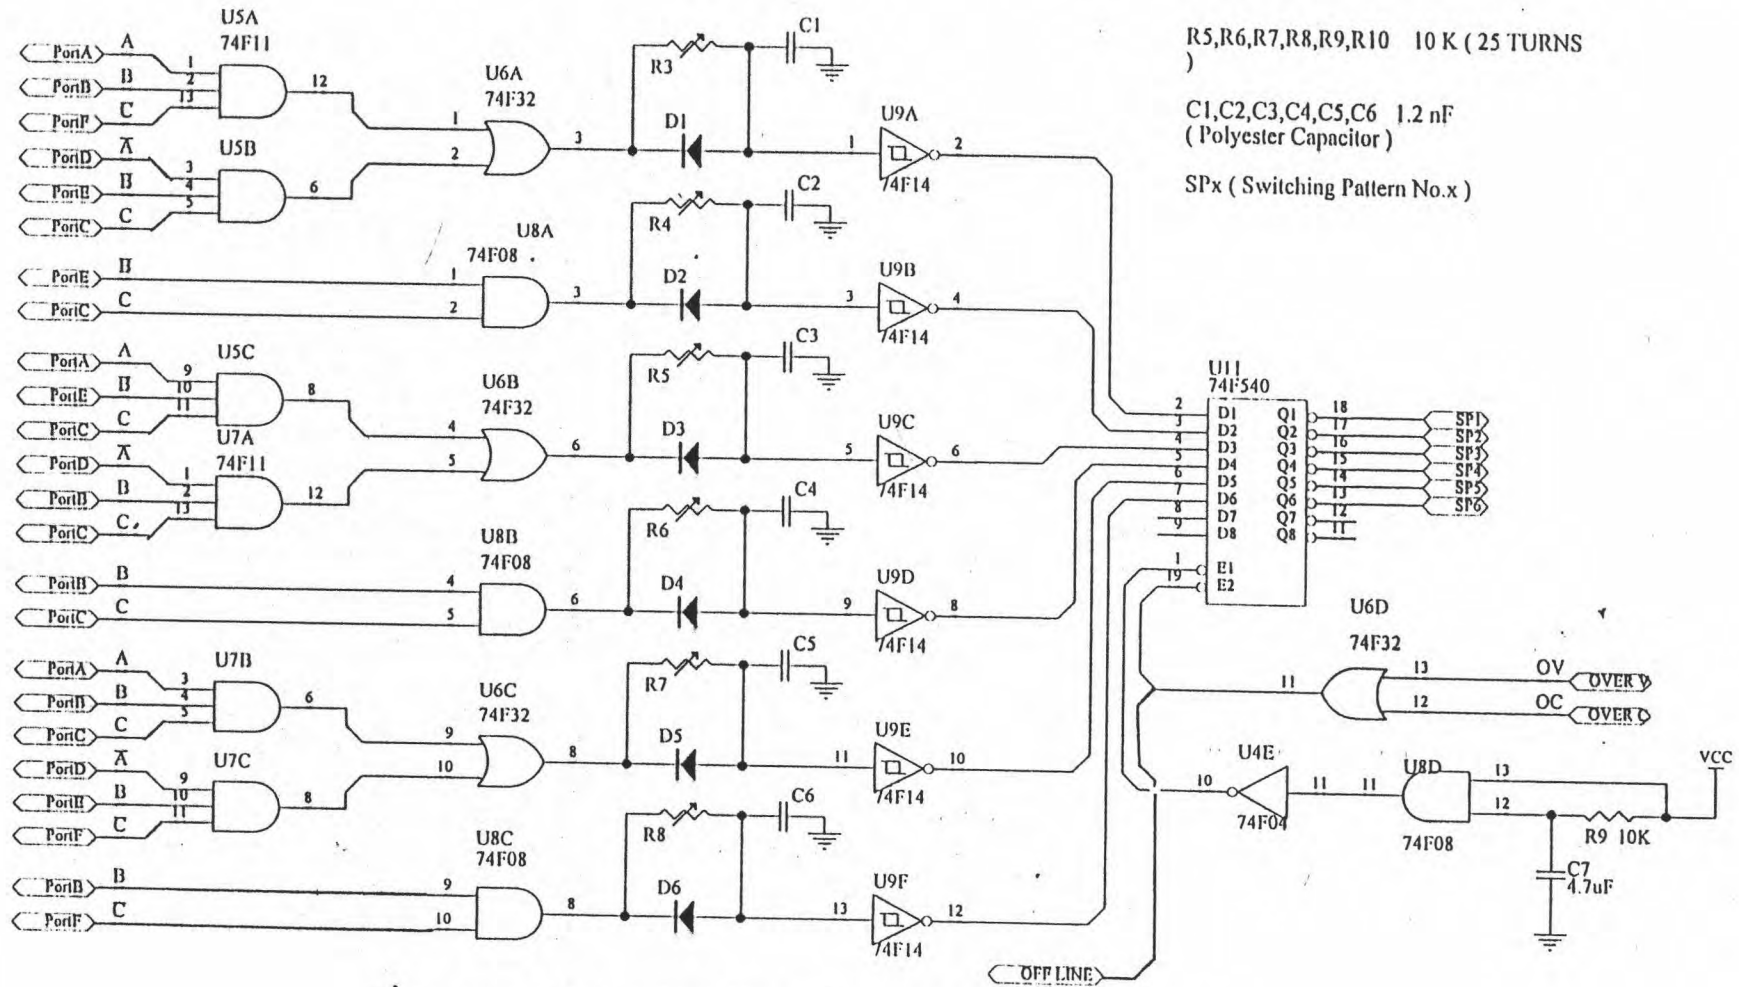 U5A
74F11
PortA A 1
PortB B 2 12
PortF C̅ 13
U6A
74F32
1 3
2
R3 C1
D1
U9A
1 2
74F14
PortD A̅ 3
PortE B̅ 4 6
PortC C 5
U5B
U8A
74F08
PortE B̅ 1 3
PortC C 2
R4 C2
D2
U9B
3 4
74F14
PortA A 9
PortE B̅ 10 8
PortC C 11
U5C
U6B
74F32
4 6
5
R5 C3
D3
U9C
5 6
74F14
U7A
74F11
PortD A̅ 1
PortB B 2 12
PortC C 13
U8B
74F08
PortB B 4 6
PortC C 5
R6 C4
D4
U9D
9 8
74F14
PortA A 3
PortB B 4 6
PortC C 5
U7B
U6C
74F32
9 8
10
R7 C5
D5
U9E
11 10
74F14
U7C
PortD A̅ 9
PortE B̅ 10 8
PortF C̅ 11
U8C
74F08
PortB B 9 8
PortF C̅ 10
R8 C6
D6
U9F
13 12
74F14
R5,R6,R7,R8,R9,R10 10 K ( 25 TURNS
)
C1,C2,C3,C4,C5,C6 1.2 nF
( Polyester Capacitor )
SPx ( Switching Pattern No.x )
U11
74F540
2 D1 Q1 18 SP1
3 D2 Q2 17 SP2
4 D3 Q3 16 SP3
5 D4 Q4 15 SP4
6 D5 Q5 14 SP5
7 D6 Q6 13 SP6
8 D7 Q7 12
9 D8 Q8 11
1 E1
19 E2
U6D
74F32
11 13 OV OVER V
12 OC OVER C
U4E
10 11
74F04
U8D
11 13
12
74F08
VCC
R9 10K
C7
4.7uF
OFF LINE